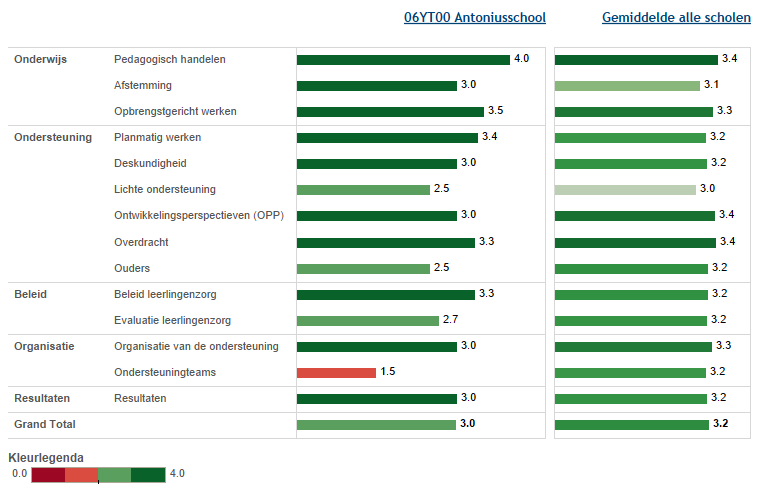 06YT00 Antoniusschool Gemiddelde alle scholen
Onderwijs Pedagogisch handelen 4.0 3.4
Afstemming 3.0 3.1
Opbrengstgericht werken 3.5 3.3
Ondersteuning Planmatig werken 3.4 3.2
Deskundigheid 3.0 3.2
Lichte ondersteuning 2.5 3.0
Ontwikkelingsperspectieven (OPP) 3.0 3.4
Overdracht 3.3 3.4
Ouders 2.5 3.2
Beleid Beleid leerlingenzorg 3.3 3.2
Evaluatie leerlingenzorg 2.7 3.2
Organisatie Organisatie van de ondersteuning 3.0 3.3
Ondersteuningteams 1.5 3.2
Resultaten Resultaten 3.0 3.2
Grand Total 3.0 3.2
Kleurlegenda
0.0 4.0